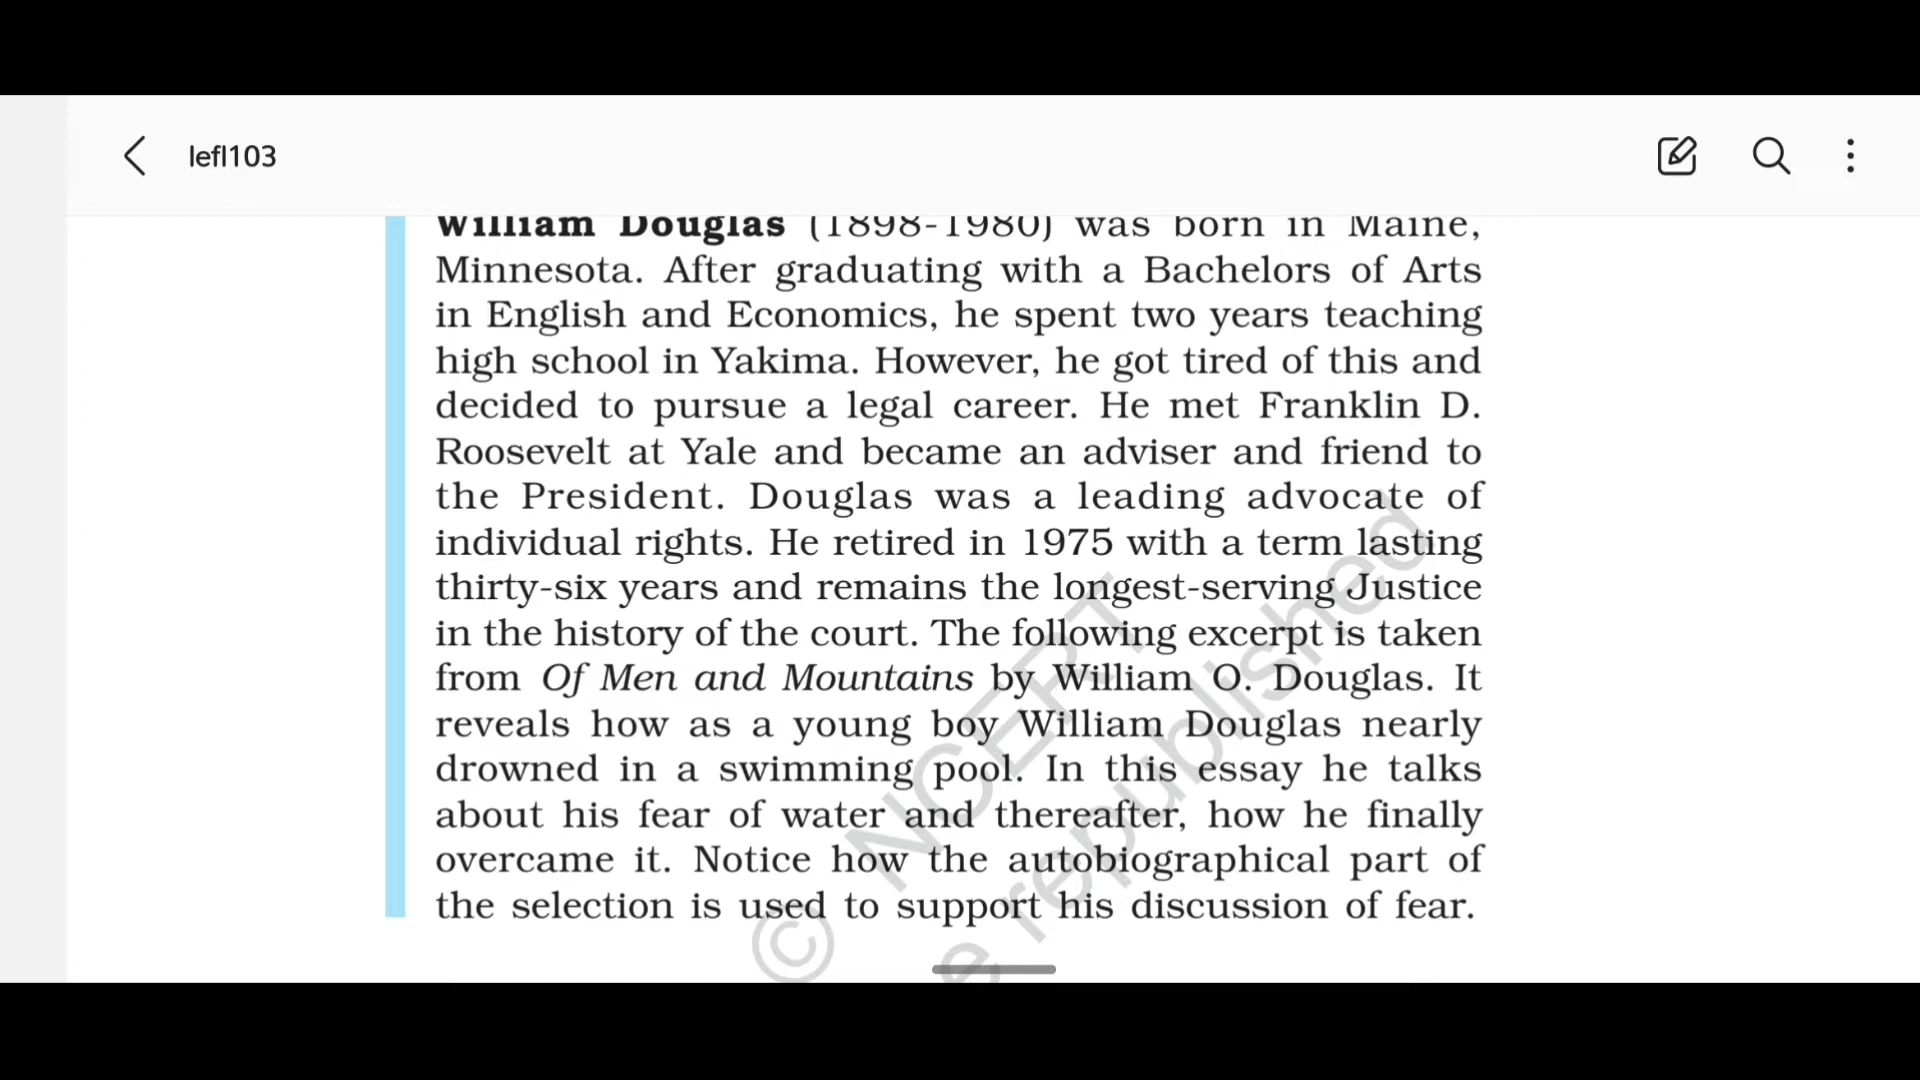 lefl103
William Douglas (1898-1980) was born in Maine,
Minnesota. After graduating with a Bachelors of Arts
in English and Economics, he spent two years teaching
high school in Yakima. However, he got tired of this and
decided to pursue a legal career. He met Franklin D.
Roosevelt at Yale and became an adviser and friend to
the President. Douglas was a leading advocate of
individual rights. He retired in 1975 with a term lasting
thirty-six years and remains the longest-serving Justice
in the history of the court. The following excerpt is taken
from Of Men and Mountains by William O. Douglas. It
reveals how as a young boy William Douglas nearly
drowned in a swimming pool. In this essay he talks
about his fear of water and thereafter, how he finally
overcame it. Notice how the autobiographical part of
the selection is used to support his discussion of fear.
© NCERT
e republished